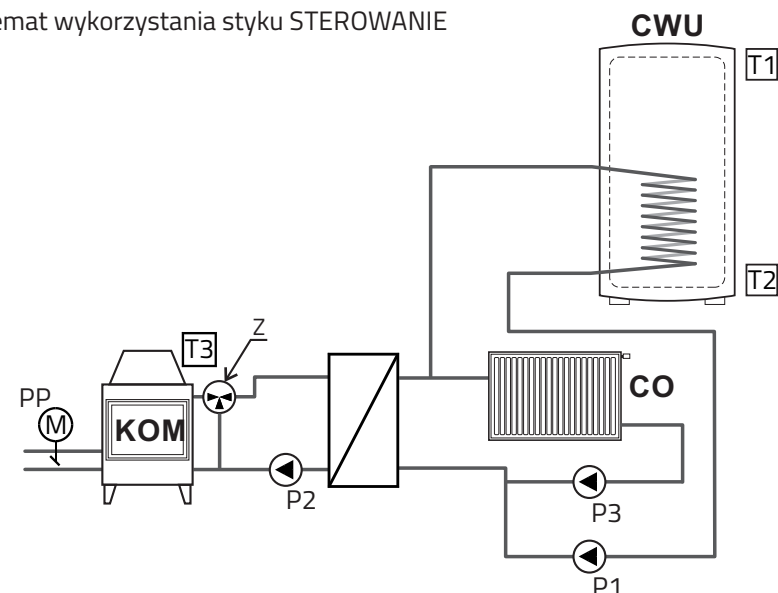 emat wykorzystania styku STEROWANIE
CWU
T1
T2
T3
Z
PP
M
KOM
CO
P2
P3
P1